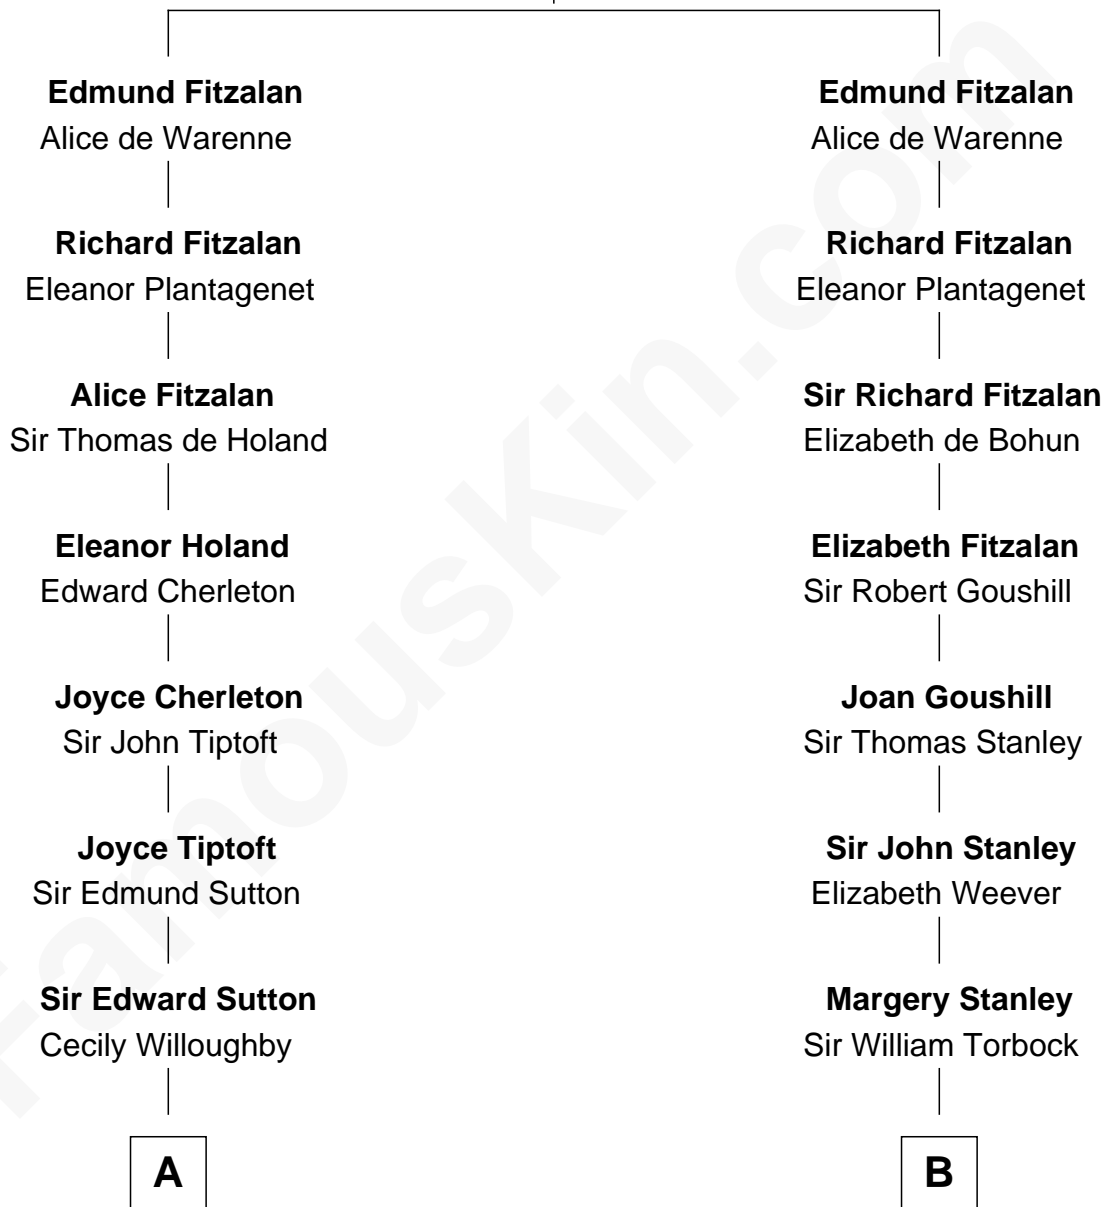 Edmund Fitzalan
Alice de Warenne
Richard Fitzalan
Eleanor Plantagenet
Alice Fitzalan
Sir Thomas de Holand
Eleanor Holand
Edward Cherleton
Joyce Cherleton
Sir John Tiptoft
Joyce Tiptoft
Sir Edmund Sutton
Sir Edward Sutton
Cecily Willoughby
A
Edmund Fitzalan
Alice de Warenne
Richard Fitzalan
Eleanor Plantagenet
Sir Richard Fitzalan
Elizabeth de Bohun
Elizabeth Fitzalan
Sir Robert Goushill
Joan Goushill
Sir Thomas Stanley
Sir John Stanley
Elizabeth Weever
Margery Stanley
Sir William Torbock
B
FamousKin.com